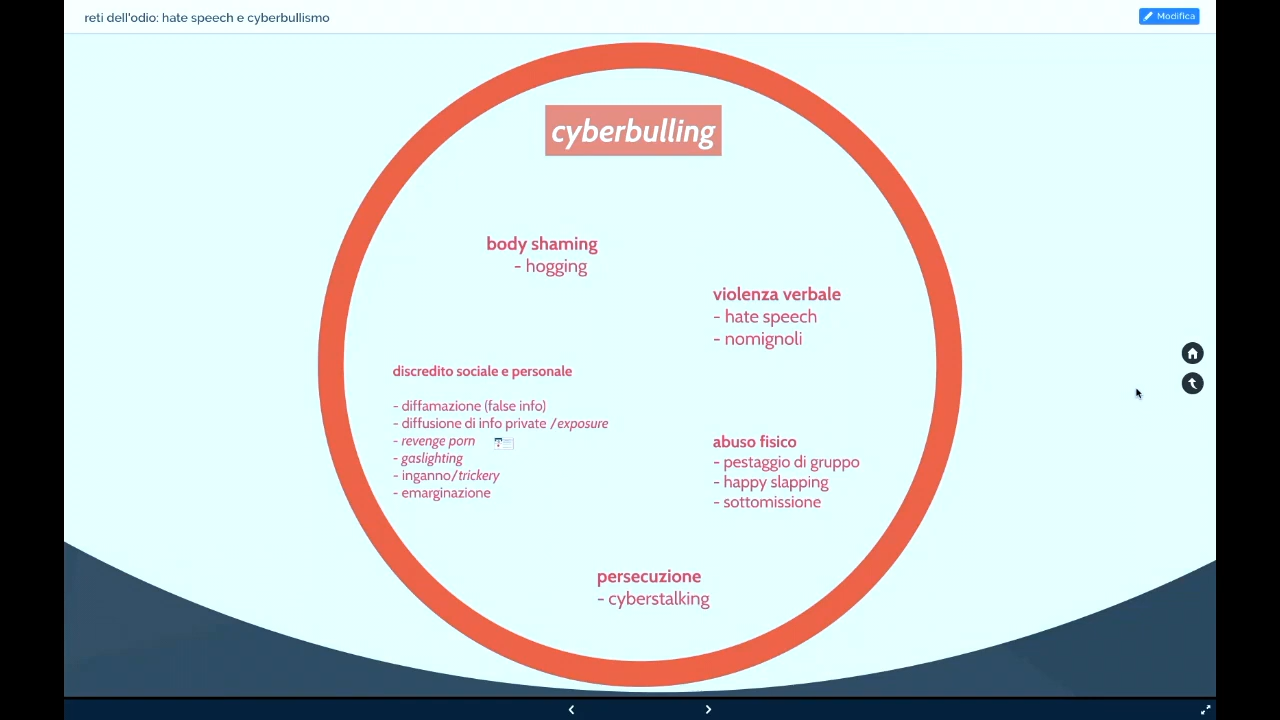 reti dell'odio: hate speech e cyberbullismo
Modifica
cyberbulling
body shaming
- hogging
violenza verbale
- hate speech
- nomignoli
discredito sociale e personale
- diffamazione (false info)
- diffusione di info private /exposure
- revenge porn
- gaslighting
- inganno/trickery
- emarginazione
abuso fisico
- pestaggio di gruppo
- happy slapping
- sottomissione
persecuzione
- cyberstalking